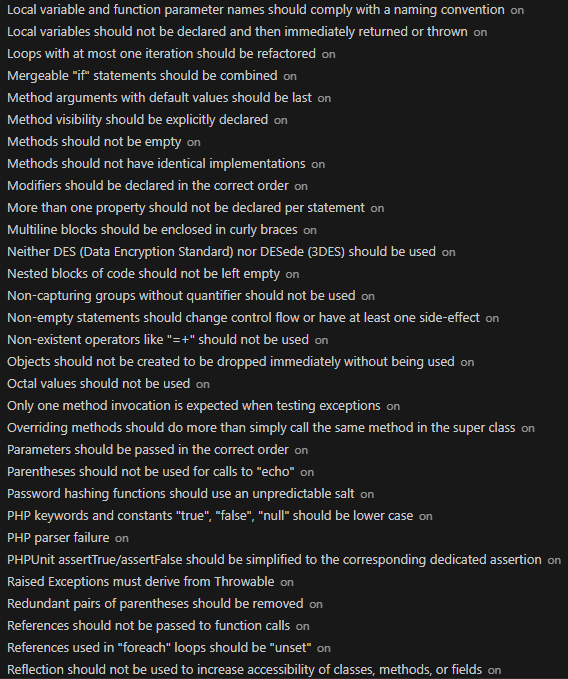 Local variable and function parameter names should comply with a naming convention on
Local variables should not be declared and then immediately returned or thrown on
Loops with at most one iteration should be refactored on
Mergeable "if" statements should be combined on
Method arguments with default values should be last on
Method visibility should be explicitly declared on
Methods should not be empty on
Methods should not have identical implementations on
Modifiers should be declared in the correct order on
More than one property should not be declared per statement on
Multiline blocks should be enclosed in curly braces on
Neither DES (Data Encryption Standard) nor DESede (3DES) should be used on
Nested blocks of code should not be left empty on
Non-capturing groups without quantifier should not be used on
Non-empty statements should change control flow or have at least one side-effect on
Non-existent operators like "=+" should not be used on
Objects should not be created to be dropped immediately without being used on
Octal values should not be used on
Only one method invocation is expected when testing exceptions on
Overriding methods should do more than simply call the same method in the super class on
Parameters should be passed in the correct order on
Parentheses should not be used for calls to "echo" on
Password hashing functions should use an unpredictable salt on
PHP keywords and constants "true", "false", "null" should be lower case on
PHP parser failure on
PHPUnit assertTrue/assertFalse should be simplified to the corresponding dedicated assertion on
Raised Exceptions must derive from Throwable on
Redundant pairs of parentheses should be removed on
References should not be passed to function calls on
References used in "foreach" loops should be "unset" on
Reflection should not be used to increase accessibility of classes, methods, or fields on